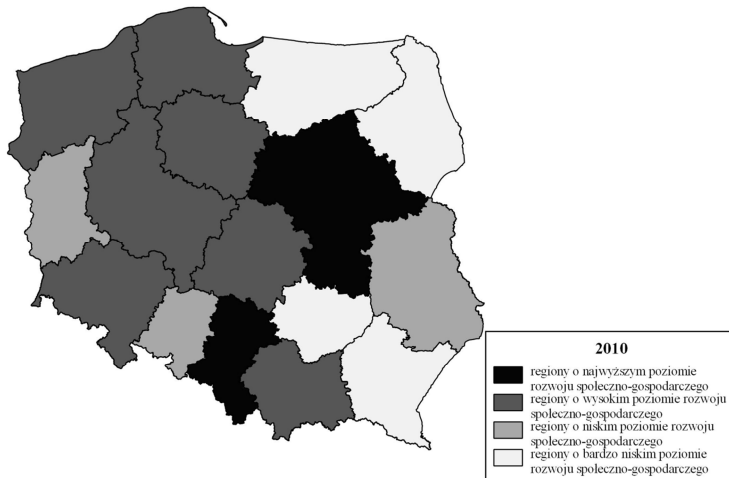 2010
regiony o najwyższym poziomie
rozwoju społeczno-gospodarczego
regiony o wysokim poziomie rozwoju
społeczno-gospodarczego
regiony o niskim poziomie rozwoju
społeczno-gospodarczego
regiony o bardzo niskim poziomie
rozwoju społeczno-gospodarczego